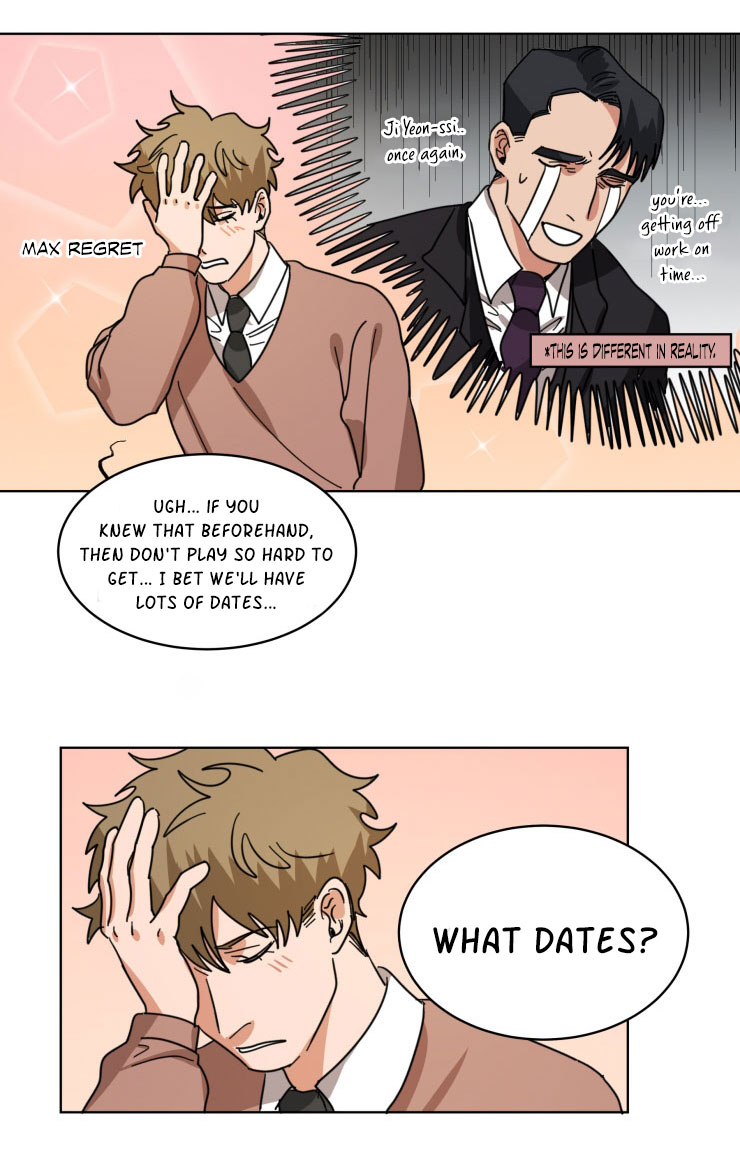 JiYeon-ssi..
once again,
you're...
getting off
work on
time...
MAX REGRET
*THIS IS DIFFERENT IN REALITY.
UGH... IF YOU
KNEW THAT BEFOREHAND,
THEN DON'T PLAY SO HARD TO
GET... I BET WE'LL HAVE
LOTS OF DATES...
WHAT DATES?